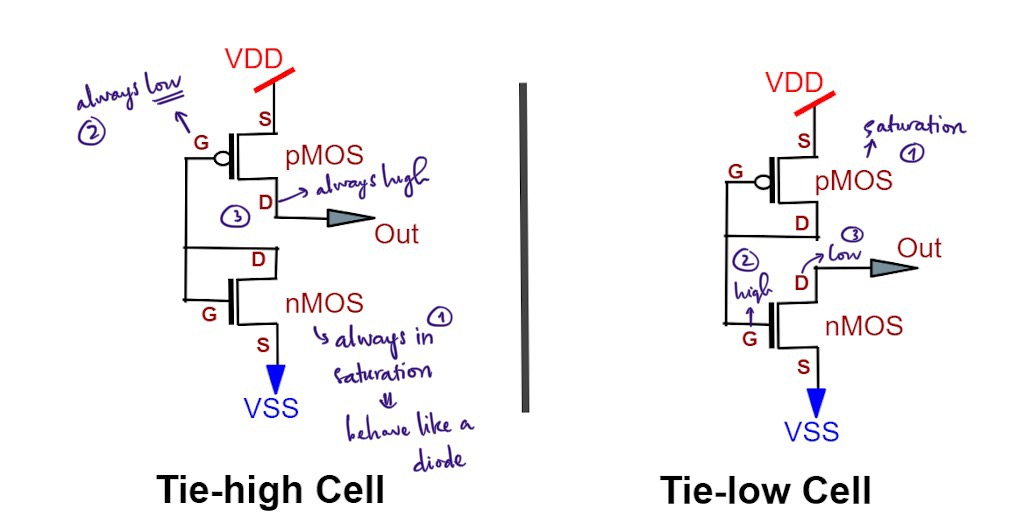 VDD
always low
②
S
G
pMOS
always high
D
③
Out
D
nMOS
G
①
always in
saturation
S
VSS
⇓
behave like a
diode
Tie-high Cell
VDD
saturation
①
S
G
pMOS
D
③
low
Out
②
high
D
nMOS
G
S
VSS
Tie-low Cell